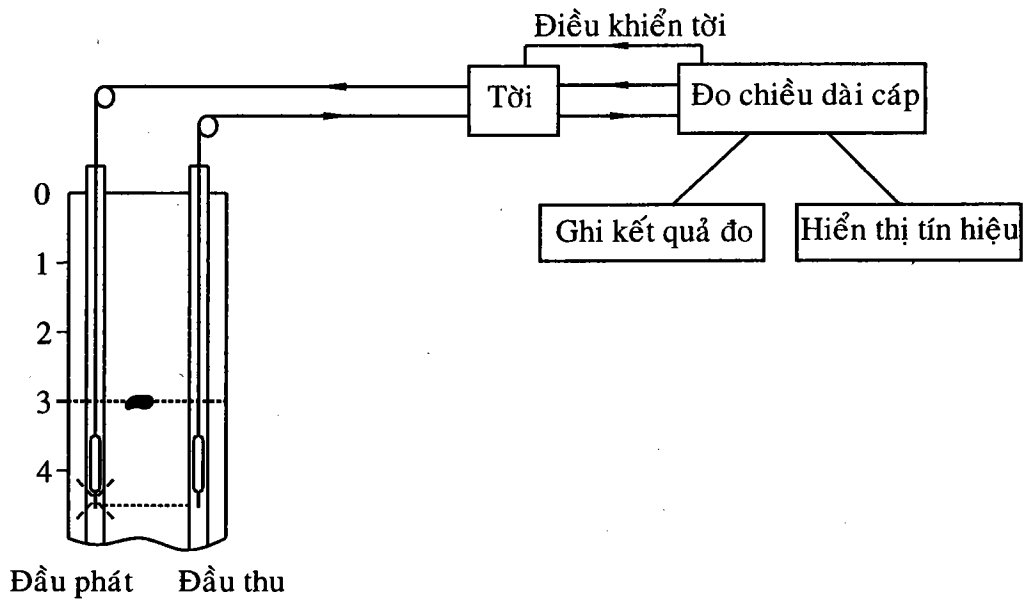 Điều khiển tời
Tời
Đo chiều dài cáp
Ghi kết quả đo
Hiển thị tín hiệu
0
1
2
3
4
Đầu phát
Đầu thu